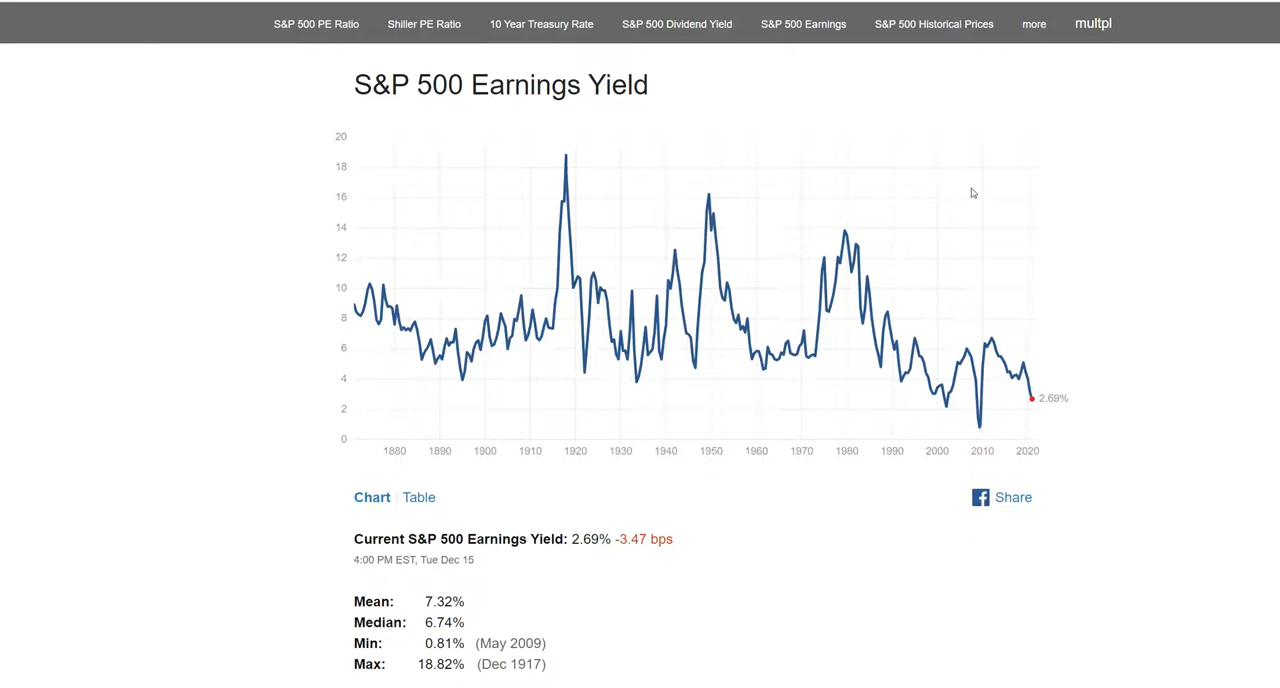 S&P 500 PE Ratio Shiller PE Ratio 10 Year Treasury Rate S&P 500 Dividend Yield S&P 500 Earnings S&P 500 Historical Prices more multpl
S&P 500 Earnings Yield
20
18
16
14
12
10
8
6
4
2
0
2.69%
1880 1890 1900 1910 1920 1930 1940 1950 1960 1970 1980 1990 2000 2010 2020
Chart Table
Share
Current S&P 500 Earnings Yield: 2.69% -3.47 bps
4:00 PM EST, Tue Dec 15
Mean: 7.32%
Median: 6.74%
Min: 0.81% (May 2009)
Max: 18.82% (Dec 1917)